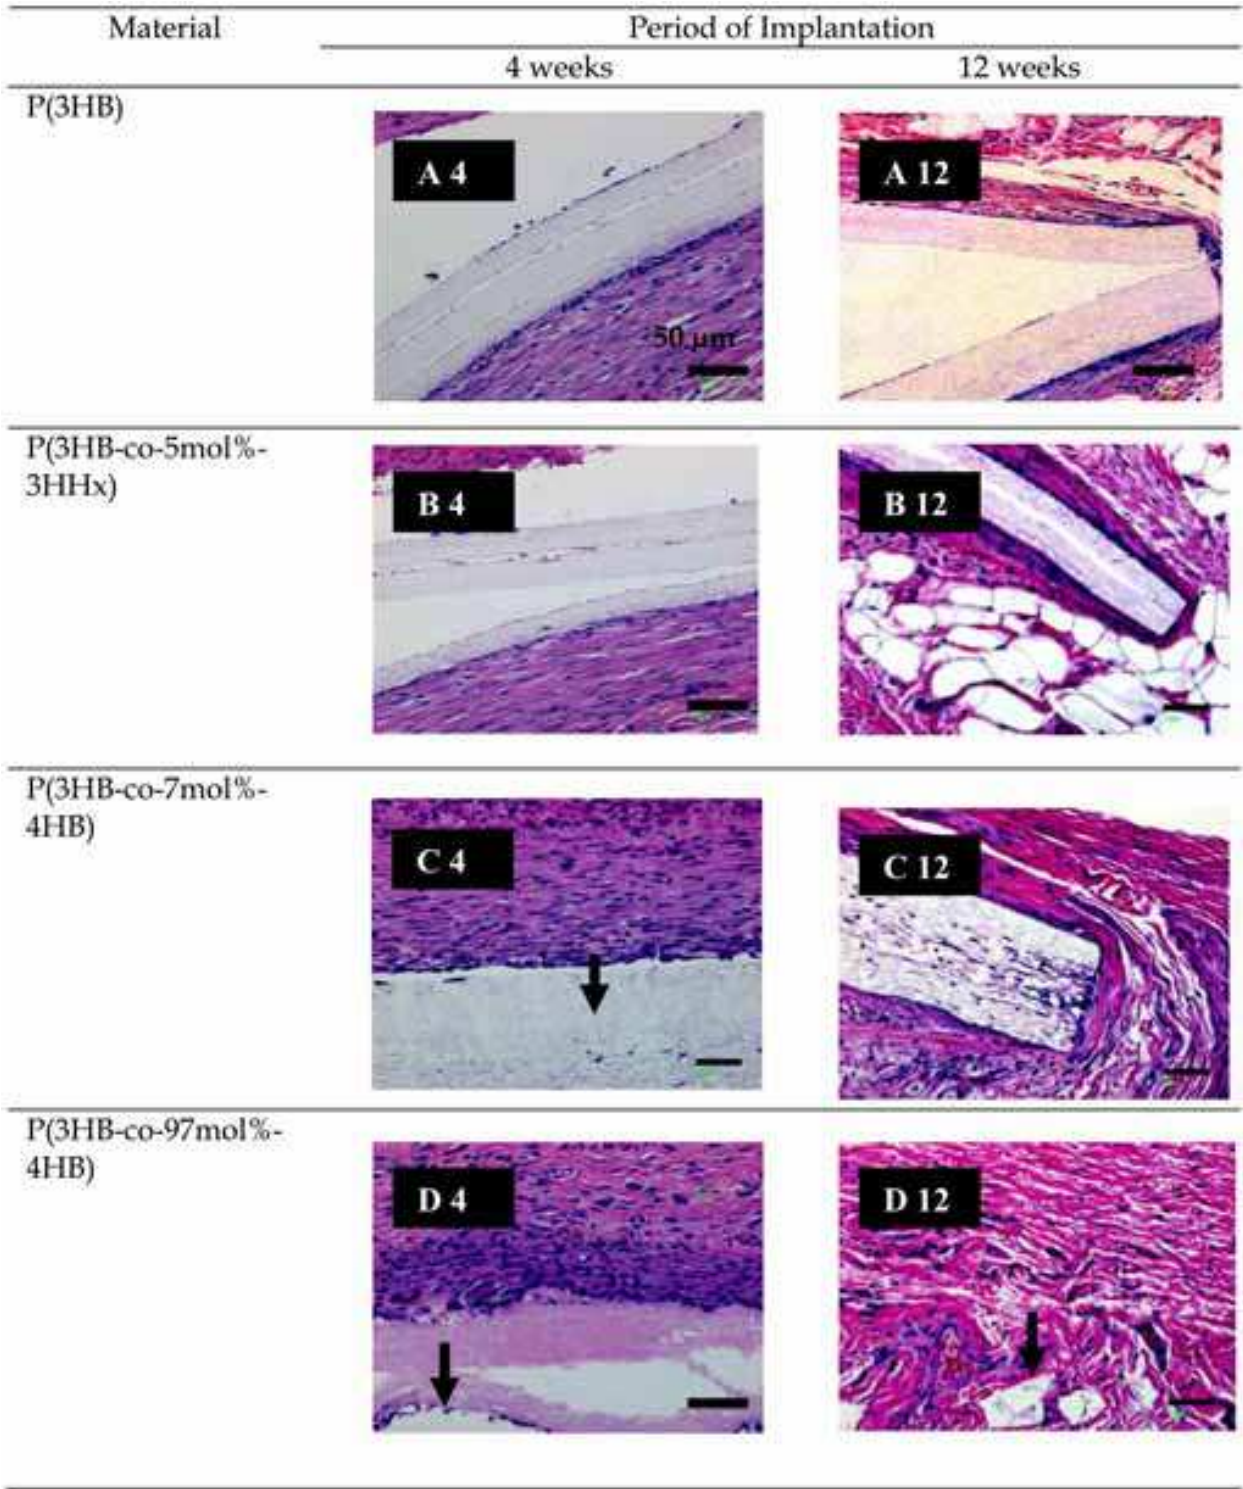 Material
Period of Implantation
4 weeks
12 weeks
P(3HB)
A 4
A 12
50 µm
P(3HB-co-5mol%-
3HHx)
B 4
B 12
P(3HB-co-7mol%-
4HB)
C 4
C 12
P(3HB-co-97mol%-
4HB)
D 4
D 12